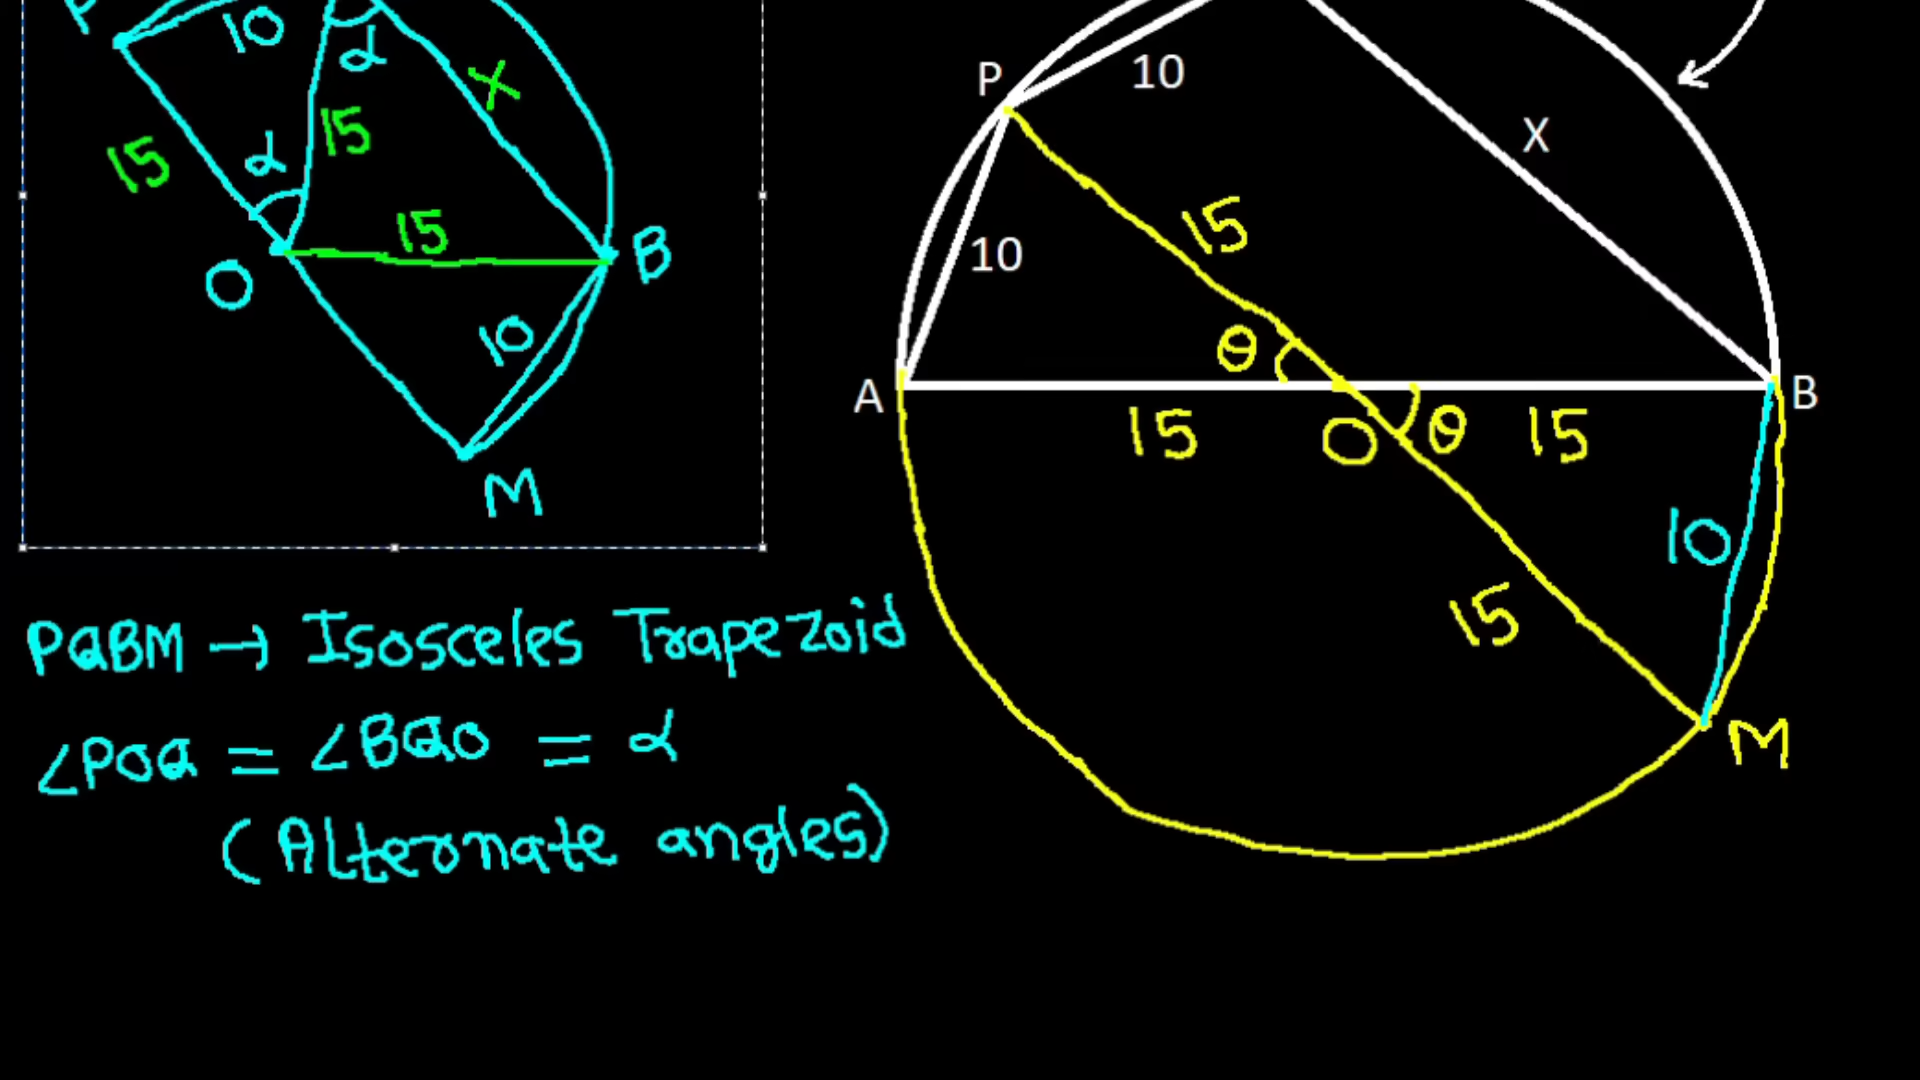 P
10
α
X
15
15
α
15
B
O
10
M
PQBM → Isosceles Trapezoid
∠POQ = ∠BQO = α
(Alternate angles)
P
10
X
15
10
θ
A
B
15
O
θ
15
10
15
M